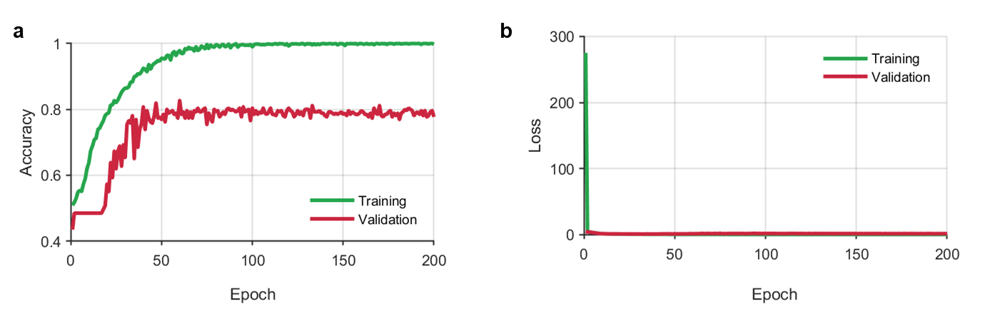 a
Accuracy
1
0.8
0.6
0.4
0
50
100
150
200
Epoch
Training
Validation
b
Loss
300
200
100
0
0
50
100
150
200
Epoch
Training
Validation